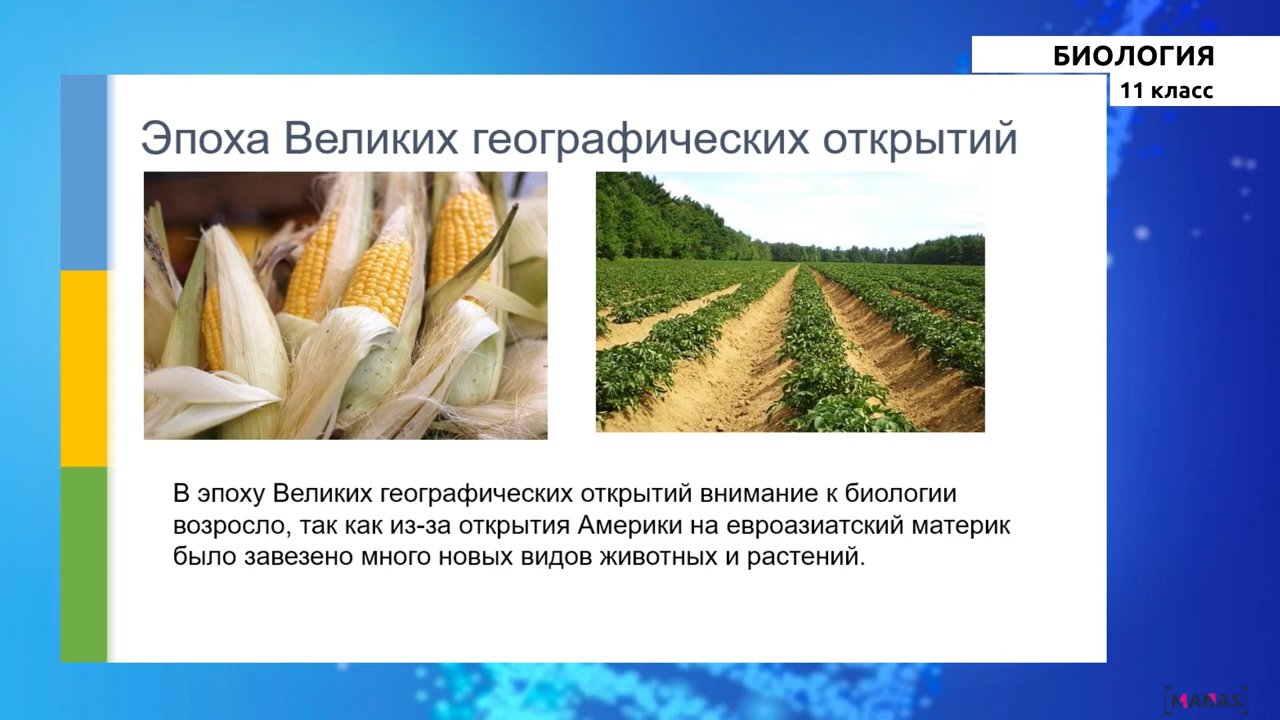 БИОЛОГИЯ
11 класс
Эпоха Великих географических открытий
В эпоху Великих географических открытий внимание к биологии
возросло, так как из-за открытия Америки на евроазиатский материк
было завезено много новых видов животных и растений.
MANAS